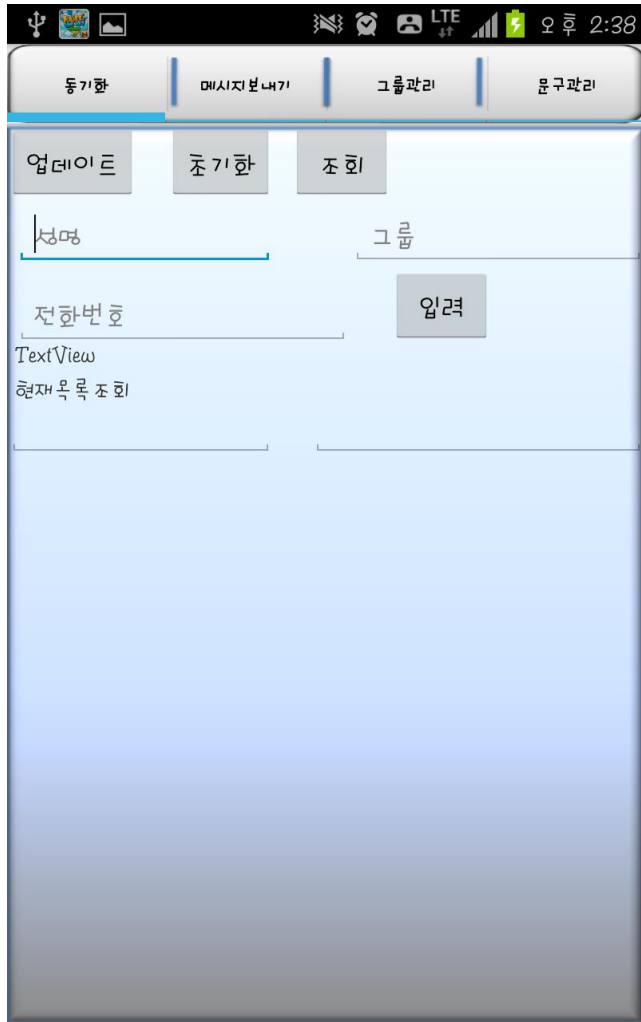 LTE 오후 2:38
동기화 메시지보내기 그룹관리 문구관리
업데이트 초기화 조회
성명 그룹
전화번호 입력
TextView
현재목록조회